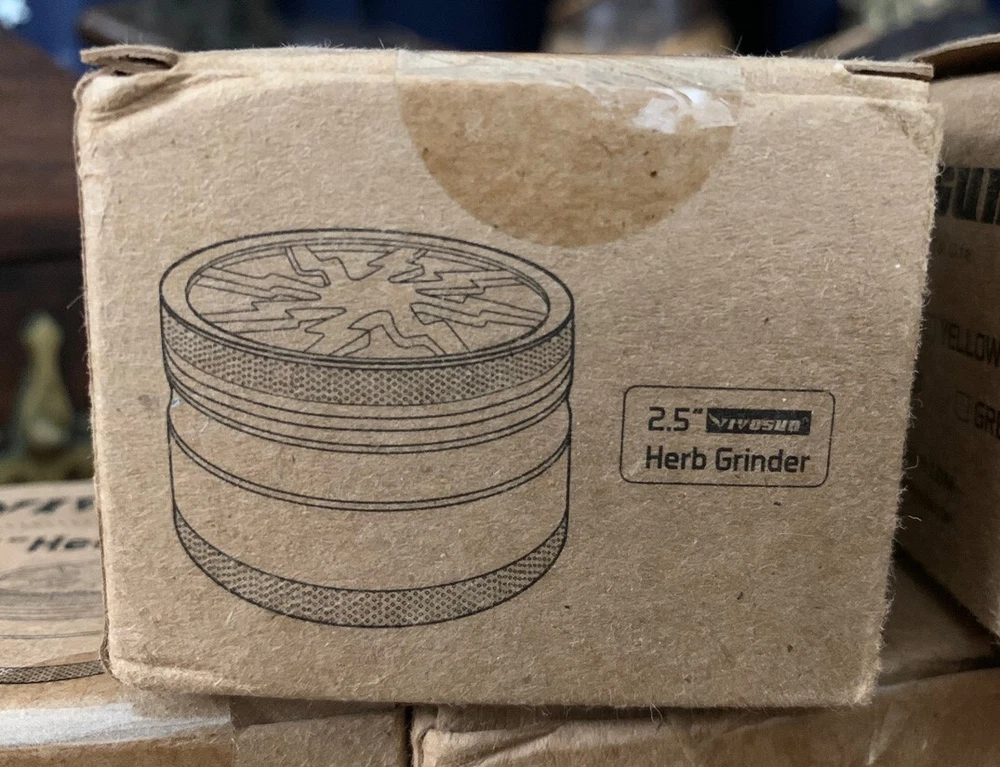 2.5" VIVOSUN
Herb Grinder
YELLOW